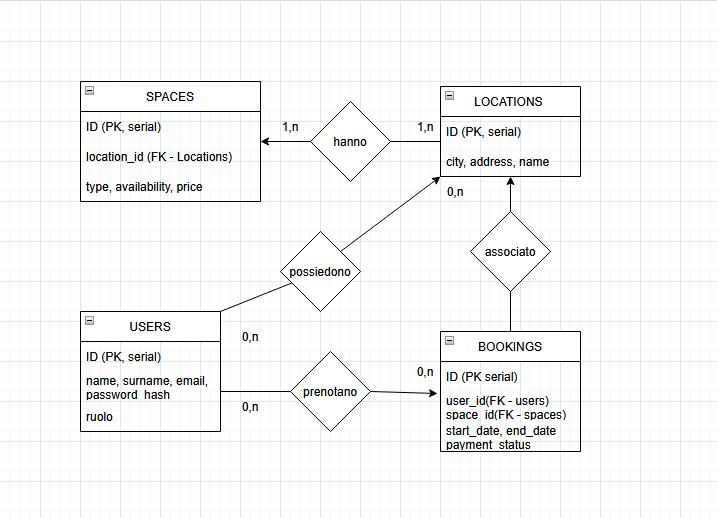 SPACES
ID (PK, serial)
location_id (FK - Locations)
type, availability, price
1,n
hanno
1,n
LOCATIONS
ID (PK, serial)
city, address, name
0,n
possiedono
associato
USERS
ID (PK, serial)
name, surname, email,
password_hash
ruolo
0,n
0,n
prenotano
0,n
BOOKINGS
ID (PK serial)
user_id(FK - users)
space_id(FK - spaces)
start_date, end_date
payment_status